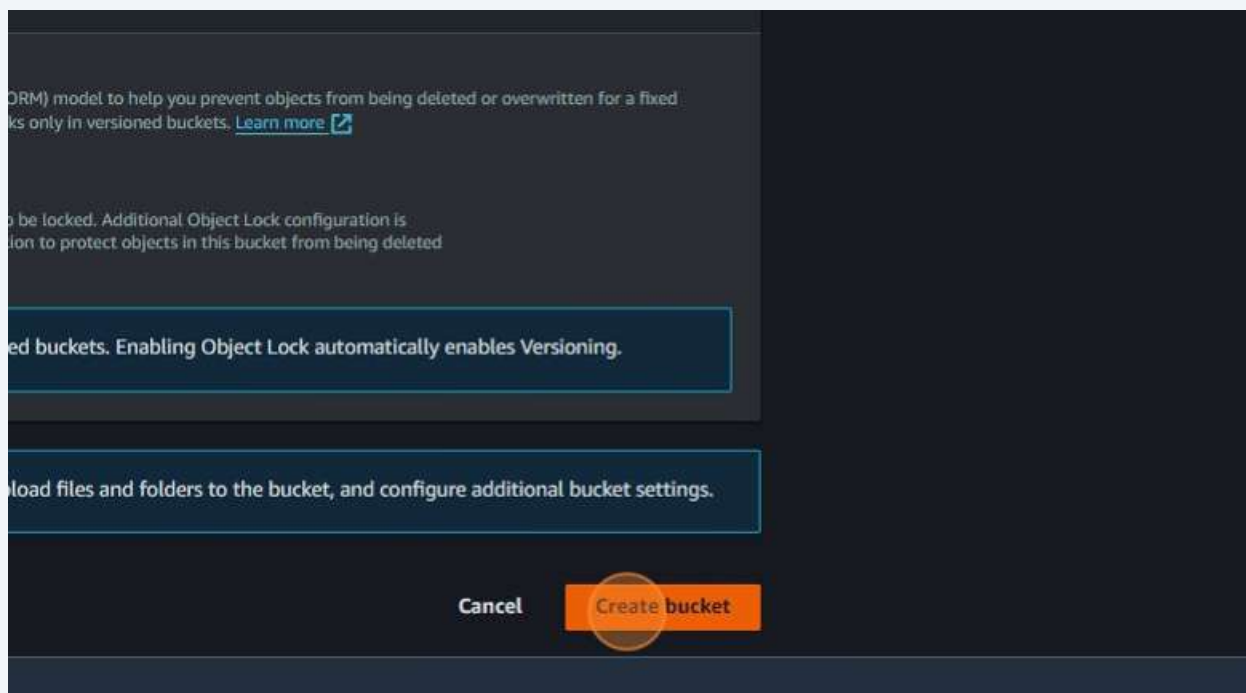 ORM) model to help you prevent objects from being deleted or overwritten for a fixed
ks only in versioned buckets. Learn more
o be locked. Additional Object Lock configuration is
tion to protect objects in this bucket from being deleted
ed buckets. Enabling Object Lock automatically enables Versioning.
load files and folders to the bucket, and configure additional bucket settings.
Cancel Create bucket